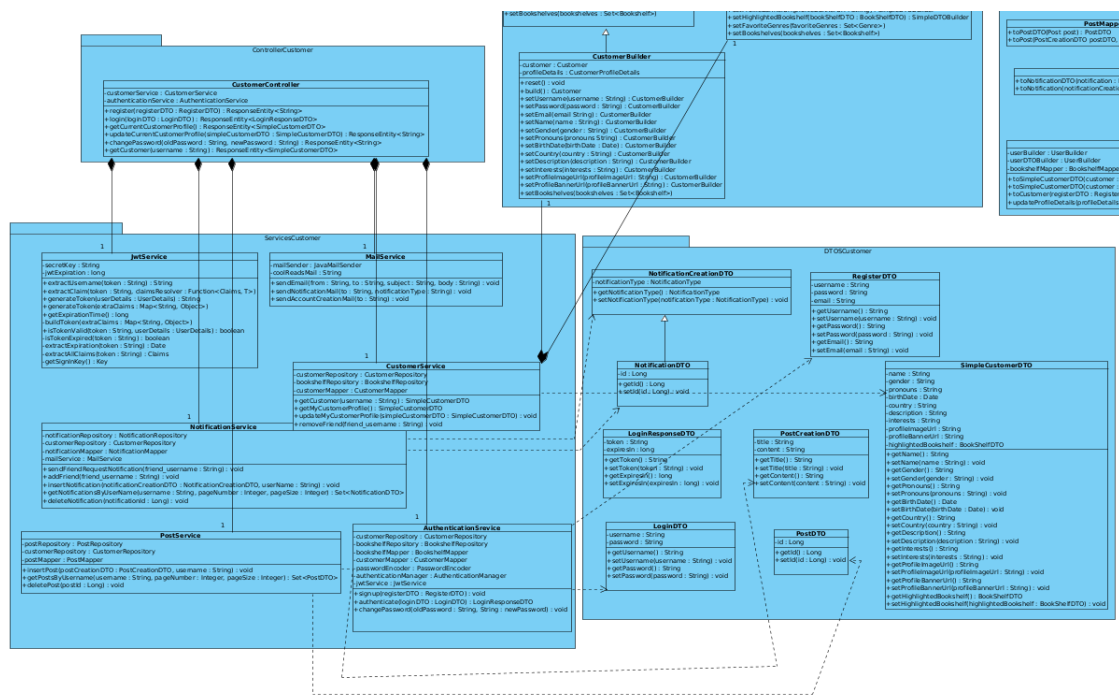 +setBookshelves(bookshelves : Set<Bookshelf>)
+setHighlightedBookshelf(bookShelfDTO : BookShelfDTO) : SimpleDTOBuilder
+setFavoriteGenres(favoriteGenres : Set<Genre>)
+setBookshelves(bookshelves : Set<Bookshelf>)
1
1
PostMapp
+toPostDTO(Post post) : PostDTO
+toPost(PostCreationDTO postDTO,
+toNotificationDTO(notification :
+toNotification(notificationCreatio
-userBuilder : UserBuilder
-userDTOBuilder : UserBuilder
-bookshelfMapper : BookshelfMapper
+toSimpleCustomerDTO(customer :
+toSimpleCustomerDTO(customer :
+toCustomer(registerDTO : Register
+updateProfileDetails(profileDetails
ControllerCustomer
CustomerController
-customerService : CustomerService
-authenticationService : AuthenticationService
+register(registerDTO : RegisterDTO) : ResponseEntity<String>
+login(loginDTO : LoginDTO) : ResponseEntity<LoginResponseDTO>
+getCurrentCustomerProfile() : ResponseEntity<SimpleCustomerDTO>
+updateCurrentCustomerProfile(simpleCustomerDTO : SimpleCustomerDTO) : ResponseEntity<String>
+changePassword(oldPassword : String, newPassword : String) : ResponseEntity<String>
+getCustomer(username : String) : ResponseEntity<SimpleCustomerDTO>
CustomerBuilder
-customer : Customer
-profileDetails : CustomerProfileDetails
+reset() : void
+build() : Customer
+setUsername(username : String) : CustomerBuilder
+setPassword(password : String) : CustomerBuilder
+setEmail(email String) : CustomerBuilder
+setName(name : String) : CustomerBuilder
+setGender(gender : String) : CustomerBuilder
+setPronouns(pronouns String) : CustomerBuilder
+setBirthDate(birthDate : Date) : CustomerBuilder
+setCountry(country : String) : CustomerBuilder
+setDescription(description : String) : CustomerBuilder
+setInterests(interests : String) : CustomerBuilder
+setProfileImageUrl(profileImageUrl : String) : CustomerBuilder
+setProfileBannerUrl(profileBannerUrl : String) : CustomerBuilder
+setBookshelves(bookshelves : Set<Bookshelf>)
1
ServicesCustomer
1
1
JwtService
-secretKey : String
-jwtExpiration : long
+extractUsername(token : String) : String
+extractClaim(token : String, claimsResolver : Function<Claims, T>)
+generateToken(userDetails : UserDetails) : String
+generateToken(extraClaims : Map<String, Object>)
+getExpirationTime() : long
-buildToken(extraClaims : Map<String, Object>)
+isTokenValid(token : String, userDetails : UserDetails) : boolean
-isTokenExpired(token : String) : boolean
-extractExpiration(token : String) : Date
-extractAllClaims(token : String) : Claims
-getSignInKey() : Key
MailService
-mailSender : JavaMailSender
-coolReadsMail : String
+sendEmail(from : String, to : String, subject : String, body : String) : void
+sendNotificationMail(to : String, notificationType : String) : void
+sendAccountCreationMail(to : String) : void
1
CustomerService
-customerRepository : CustomerRepository
-bookshelfRepository : BookshelfRepository
-customerMapper : CustomerMapper
+getCustomer(username : String) : SimpleCustomerDTO
+getMyCustomerProfile() : SimpleCustomerDTO
+updateMyCustomerProfile(simpleCustomerDTO : SimpleCustomerDTO) : void
+removeFriend(friend_username : String) : void
1
NotificationService
-notificationRepository : NotificationRepository
-customerRepository : CustomerRepository
-notificationMapper : NotificationMapper
-mailService : MailService
+sendFriendRequestNotification(friend_username : String) : void
+addFriend(friend_username : String) : void
+insertNotification(notificationCreationDTO : NotificationCreationDTO, userName : String) : void
+getNotificationsByUserName(username : String, pageNumber : Integer, pageSize : Integer) : Set<NotificationDTO>
+deleteNotification(notificationId : Long) : void
1
1
PostService
-postRepository : PostRepository
-customerRepository : CustomerRepository
-postMapper : PostMapper
+insertPost(postCreationDTO : PostCreationDTO, username : String) : void
+getPostsByUsername(username : String, pageNumber : Integer, pageSize : Integer) : Set<PostDTO>
+deletePost(postId : Long) : void
AuthenticationSrevice
-customerRepository : CustomerRepository
-bookshelfRepository : BookshelfRepository
-bookshelfMapper : BookshelfMapper
-customerMapper : CustomerMapper
-passwordEncoder : PasswordEncoder
-authenticationManager : AuthenticationManager
-jwtService : JwtService
+signup(registerDTO : RegisterDTO) : void
+authenticate(loginDTO : LoginDTO) : LoginResponseDTO
+changePassword(oldPassword : String, String : newPassword) : void
DTOSCustomer
NotificationCreationDTO
-notificationType : NotificationType
+getNotificationType() : NotificationType
+setNotificationType(notificationType : NotificationType) : void
RegisterDTO
-username : String
-password : String
-email : String
+getUsername() : String
+setUsername(username : String) : void
+getPassword() : String
+setPassword(password : String) : void
+getEmail() : String
+setEmail(email : String) : void
NotificationDTO
-id : Long
+getId() : Long
+setId(id : Long) : void
SimpleCustomerDTO
-name : String
-gender : String
-pronouns : String
-birthDate : Date
-country : String
-description : String
-interests : String
-profileImageUrl : String
-profileBannerUrl : String
-highlightedBookshelf : BookShelfDTO
+getName() : String
+setName(name : String) : void
+getGender() : String
+setGender(gender : String) : void
+getPronouns() : String
+setPronouns(pronouns : String) : void
+getBirthDate() : Date
+setBirthDate(birthDate : Date) : void
+getCountry() : String
+setCountry(country : String) : void
+getDescription() : String
+setDescription(description : String) : void
+getInterests() : String
+setInterests(interests : String) : void
+getProfileImageUrl() : String
+setProfileImageUrl(profileImageUrl : String) : void
+getProfileBannerUrl() : String
+setProfileBannerUrl(profileBannerUrl : String) : void
+getHighlightedBookshelf() : BookShelfDTO
+setHighlightedBookshelf(highlightedBookshelf : BookShelfDTO) : void
LoginResponseDTO
-token : String
-expiresIn : long
+getToken() : String
+setToken(token : String) : void
+getExpiresIn() : long
+setExpiresIn(expiresIn : long) : void
PostCreationDTO
-title : String
-content : String
+getTitle() : String
+setTitle(title : String) : void
+getContent() : String
+setContent(content : String) : void
LoginDTO
-username : String
-password : String
+getUsername() : String
+setUsername(username : String) : void
+getPassword() : String
+setPassword(password : String) : void
PostDTO
-id : Long
+getId() : Long
+setId(id : Long) : void